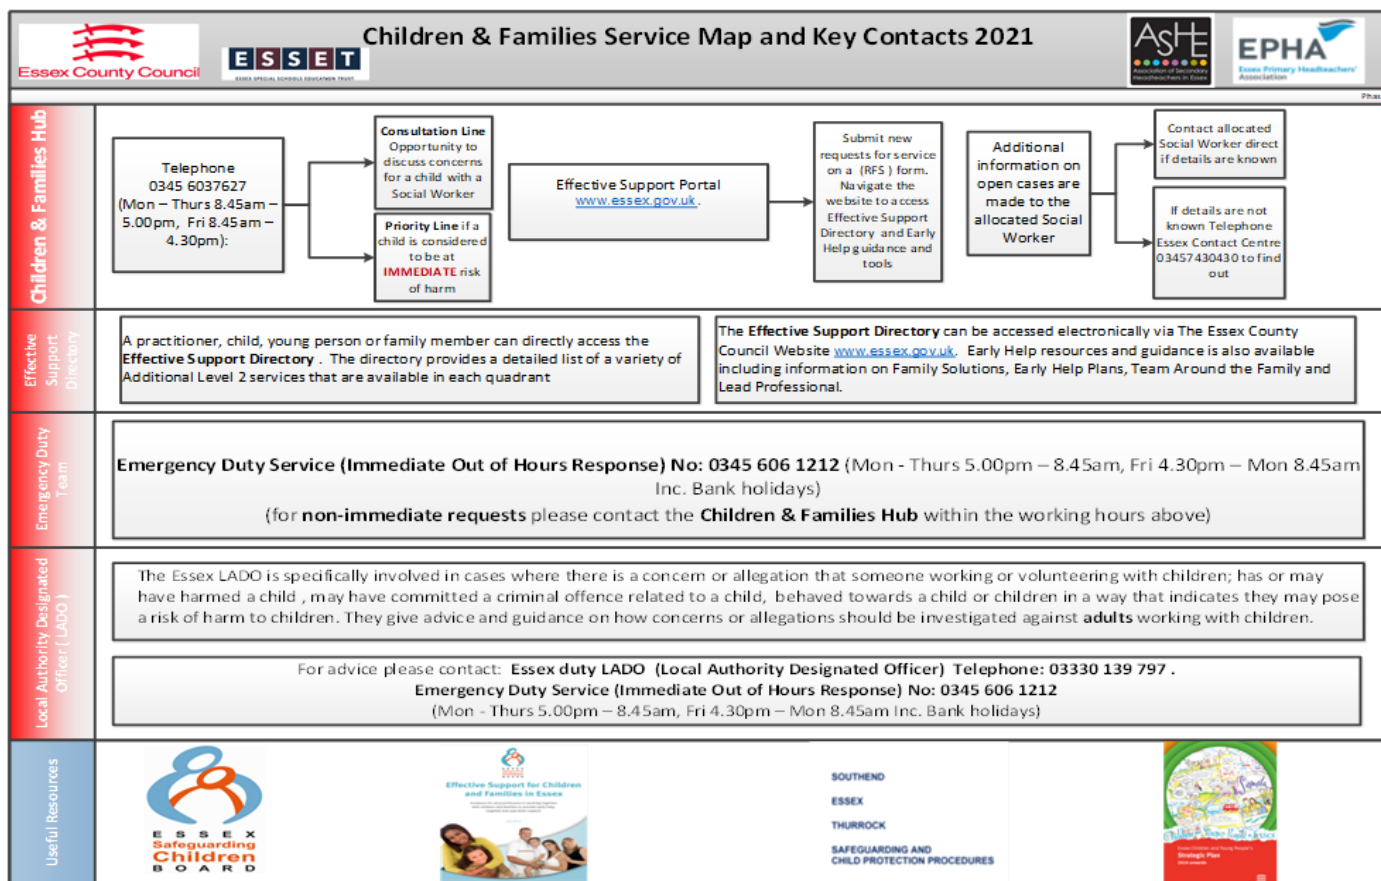 Children & Families Service Map and Key Contacts 2021
Essex County Council
ESSET
ESSEX SPECIAL SCHOOLS EDUCATION TRUST
ASHE
Association of Secondary
Headteachers in Essex
EPHA
Essex Primary Headteachers'
Association
Phas
Children & Families Hub
Telephone
0345 6037627
(Mon – Thurs 8.45am –
5.00pm, Fri 8.45am –
4.30pm):
Consultation Line
Opportunity to
discuss concerns
for a child with a
Social Worker
Priority Line if a
child is considered
to be at
IMMEDIATE risk
of harm
Effective Support Portal
www.essex.gov.uk.
Submit new
requests for service
on a (RFS ) form.
Navigate the
website to access
Effective Support
Directory and Early
Help guidance and
tools
Additional
information on
open cases are
made to the
allocated Social
Worker
Contact allocated
Social Worker direct
if details are known
If details are not
known Telephone
Essex Contact Centre
03457430430 to find
out
Effective
Support
Directory
A practitioner, child, young person or family member can directly access the
Effective Support Directory . The directory provides a detailed list of a variety of
Additional Level 2 services that are available in each quadrant
The Effective Support Directory can be accessed electronically via The Essex County
Council Website www.essex.gov.uk. Early Help resources and guidance is also available
including information on Family Solutions, Early Help Plans, Team Around the Family and
Lead Professional.
Emergency Duty
Team
Emergency Duty Service (Immediate Out of Hours Response) No: 0345 606 1212 (Mon - Thurs 5.00pm – 8.45am, Fri 4.30pm – Mon 8.45am
Inc. Bank holidays)
(for non-immediate requests please contact the Children & Families Hub within the working hours above)
Local Authority Designated
Officer ( LADO )
The Essex LADO is specifically involved in cases where there is a concern or allegation that someone working or volunteering with children; has or may
have harmed a child , may have committed a criminal offence related to a child, behaved towards a child or children in a way that indicates they may pose
a risk of harm to children. They give advice and guidance on how concerns or allegations should be investigated against adults working with children.
For advice please contact: Essex duty LADO (Local Authority Designated Officer) Telephone: 03330 139 797 .
Emergency Duty Service (Immediate Out of Hours Response) No: 0345 606 1212
(Mon - Thurs 5.00pm – 8.45am, Fri 4.30pm – Mon 8.45am Inc. Bank holidays)
Useful Resources
ESSEX
Safeguarding
Children
BOARD
Effective Support for Children
and Families in Essex
SOUTHEND
ESSEX
THURROCK
SAFEGUARDING AND
CHILD PROTECTION PROCEDURES
Essex Children and Young People's
Strategic Plan